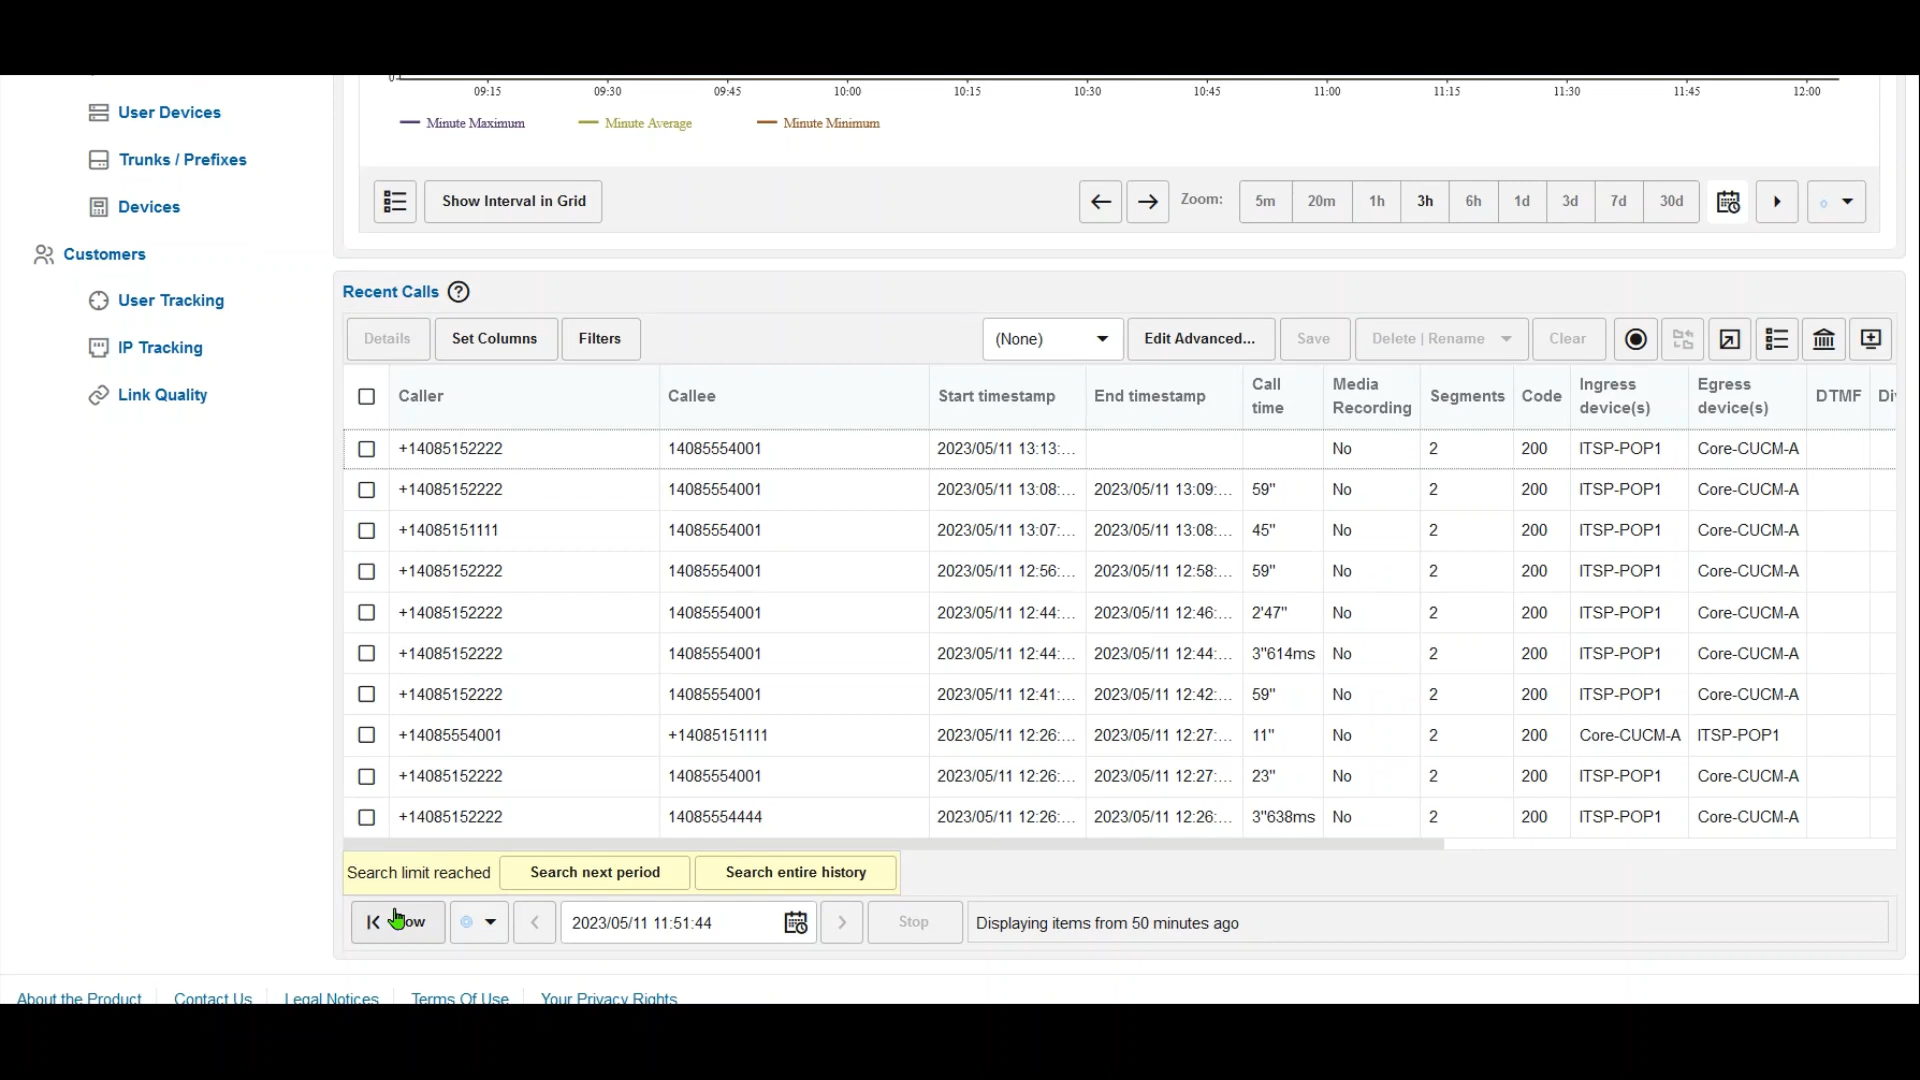 0
09:15 09:30 09:45 10:00 10:15 10:30 10:45 11:00 11:15 11:30 11:45 12:00
Minute Maximum Minute Average Minute Minimum
User Devices
Trunks / Prefixes
Devices
Customers
User Tracking
IP Tracking
Link Quality
Show Interval in Grid Zoom: 5m 20m 1h 3h 6h 1d 3d 7d 30d
Recent Calls
Details Set Columns Filters (None) Edit Advanced... Save Delete | Rename Clear
Caller Callee Start timestamp End timestamp Call time Media Recording Segments Code Ingress device(s) Egress device(s) DTMF
+14085152222 14085554001 2023/05/11 13:13:... No 2 200 ITSP-POP1 Core-CUCM-A
+14085152222 14085554001 2023/05/11 13:08:... 2023/05/11 13:09:... 59" No 2 200 ITSP-POP1 Core-CUCM-A
+14085151111 14085554001 2023/05/11 13:07:... 2023/05/11 13:08:... 45" No 2 200 ITSP-POP1 Core-CUCM-A
+14085152222 14085554001 2023/05/11 12:56:... 2023/05/11 12:58:... 59" No 2 200 ITSP-POP1 Core-CUCM-A
+14085152222 14085554001 2023/05/11 12:44:... 2023/05/11 12:46:... 2'47" No 2 200 ITSP-POP1 Core-CUCM-A
+14085152222 14085554001 2023/05/11 12:44:... 2023/05/11 12:44:... 3"614ms No 2 200 ITSP-POP1 Core-CUCM-A
+14085152222 14085554001 2023/05/11 12:41:... 2023/05/11 12:42:... 59" No 2 200 ITSP-POP1 Core-CUCM-A
+14085554001 +14085151111 2023/05/11 12:26:... 2023/05/11 12:27:... 11" No 2 200 Core-CUCM-A ITSP-POP1
+14085152222 14085554001 2023/05/11 12:26:... 2023/05/11 12:27:... 23" No 2 200 ITSP-POP1 Core-CUCM-A
+14085152222 14085554444 2023/05/11 12:26:... 2023/05/11 12:26:... 3"638ms No 2 200 ITSP-POP1 Core-CUCM-A
Search limit reached Search next period Search entire history
2023/05/11 11:51:44 Stop Displaying items from 50 minutes ago
About the Product Contact Us Legal Notices Terms Of Use Your Privacy Rights